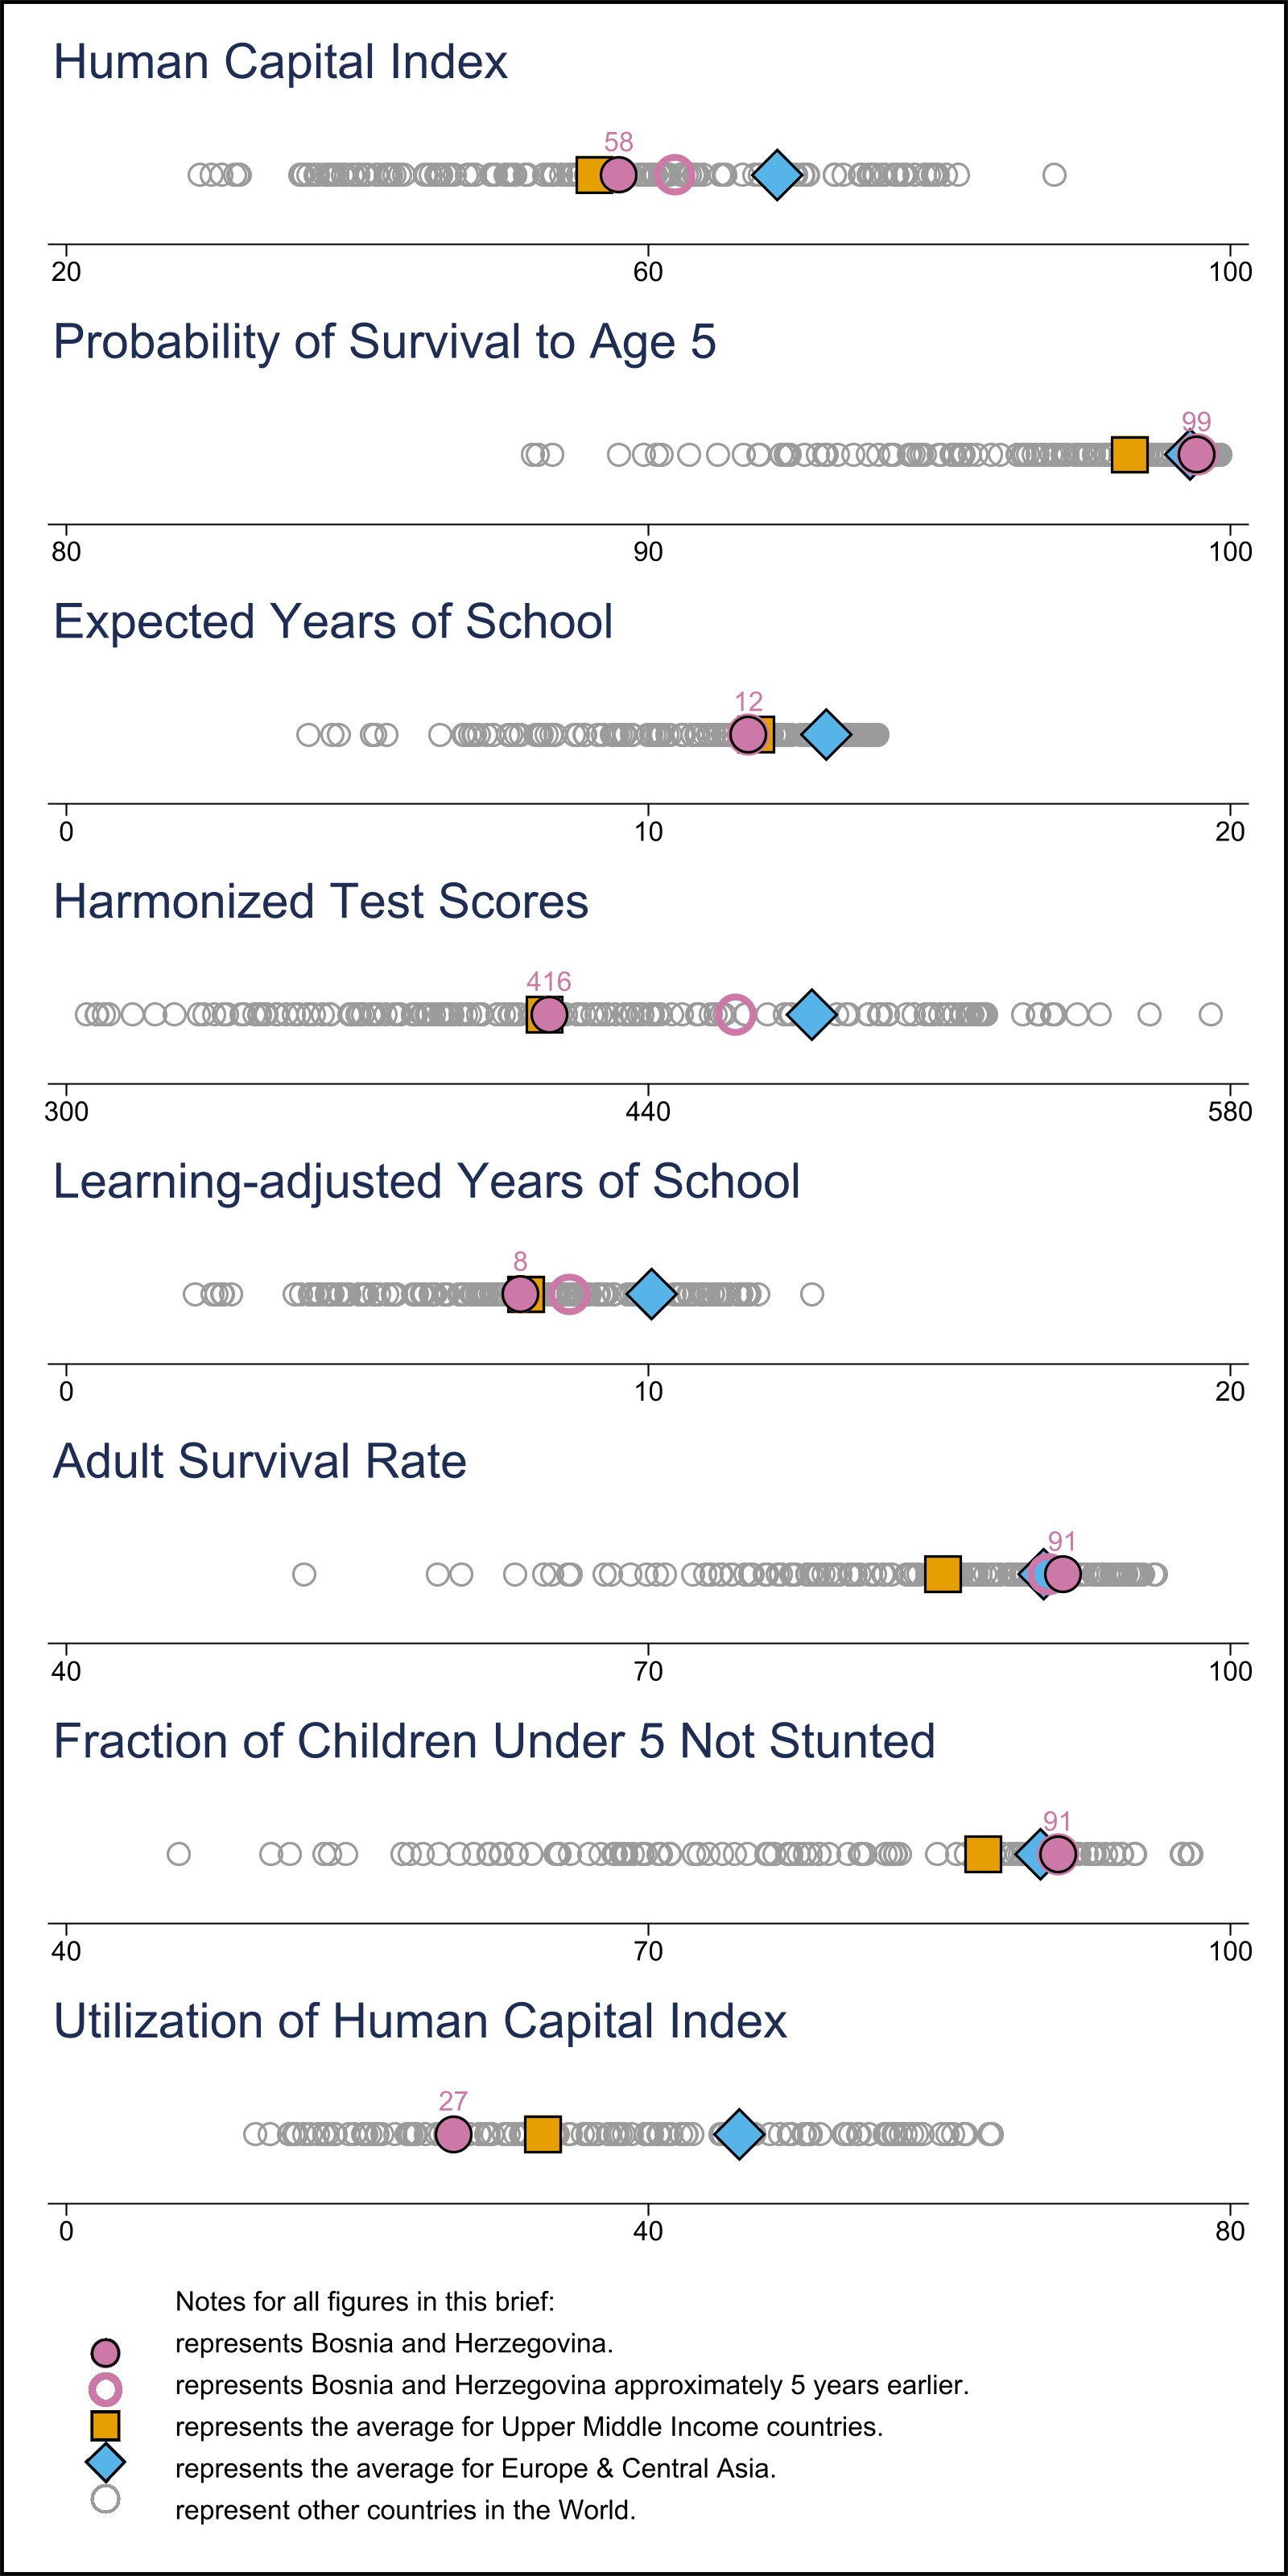 Human Capital Index
58
20 60 100
Probability of Survival to Age 5
99
80 90 100
Expected Years of School
12
0 10 20
Harmonized Test Scores
416
300 440 580
Learning-adjusted Years of School
8
0 10 20
Adult Survival Rate
91
40 70 100
Fraction of Children Under 5 Not Stunted
91
40 70 100
Utilization of Human Capital Index
27
0 40 80
Notes for all figures in this brief:
represents Bosnia and Herzegovina.
represents Bosnia and Herzegovina approximately 5 years earlier.
represents the average for Upper Middle Income countries.
represents the average for Europe & Central Asia.
represent other countries in the World.